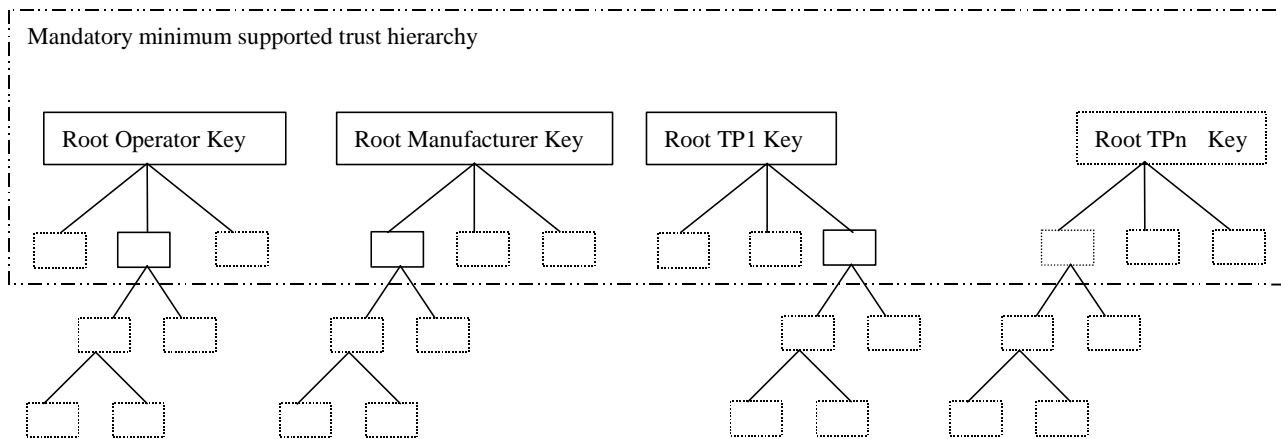 Mandatory minimum supported trust hierarchy
Root Operator Key
Root Manufacturer Key
Root TP1 Key
Root TPn Key